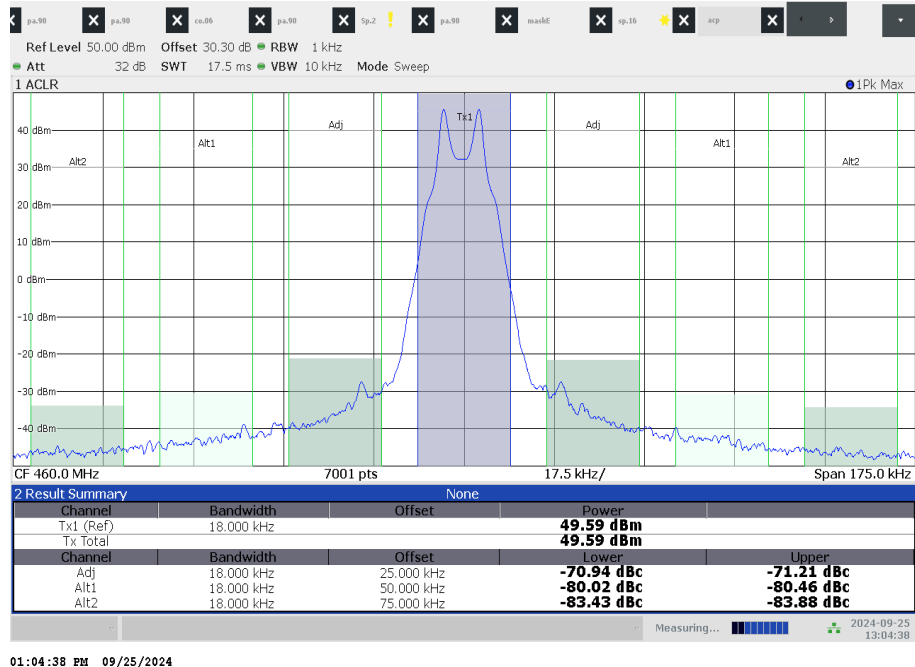 pa.90 pa.90 co.06 pa.90 Sp.2 pa.90 maskE sp.16 acp
Ref Level 50.00 dBm Offset 30.30 dB RBW 1 kHz
Att 32 dB SWT 17.5 ms VBW 10 kHz Mode Sweep
1 ACLR 1Pk Max
Tx1
Adj Adj
40 dBm
Alt1 Alt1
Alt2 Alt2
30 dBm
20 dBm
10 dBm
0 dBm
-10 dBm
-20 dBm
-30 dBm
-40 dBm
CF 460.0 MHz 7001 pts 17.5 kHz/ Span 175.0 kHz
2 Result Summary None
Channel Bandwidth Offset Power
Tx1 (Ref) 18.000 kHz 49.59 dBm
Tx Total 49.59 dBm
Channel Bandwidth Offset Lower Upper
Adj 18.000 kHz 25.000 kHz -70.94 dBc -71.21 dBc
Alt1 18.000 kHz 50.000 kHz -80.02 dBc -80.46 dBc
Alt2 18.000 kHz 75.000 kHz -83.43 dBc -83.88 dBc
Measuring... 2024-09-25
13:04:38
01:04:38 PM 09/25/2024